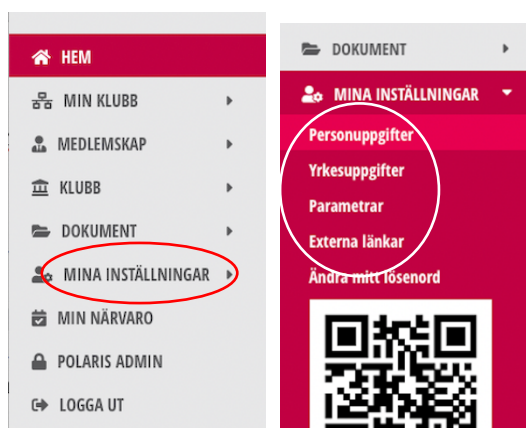 HEM
MIN KLUBB
MEDLEMSKAP
KLUBB
DOKUMENT
MINA INSTÄLLNINGAR
MIN NÄRVARO
POLARIS ADMIN
LOGGA UT
DOKUMENT
MINA INSTÄLLNINGAR
Personuppgifter
Yrkesuppgifter
Parametrar
Externa länkar
Ändra mitt lösenord